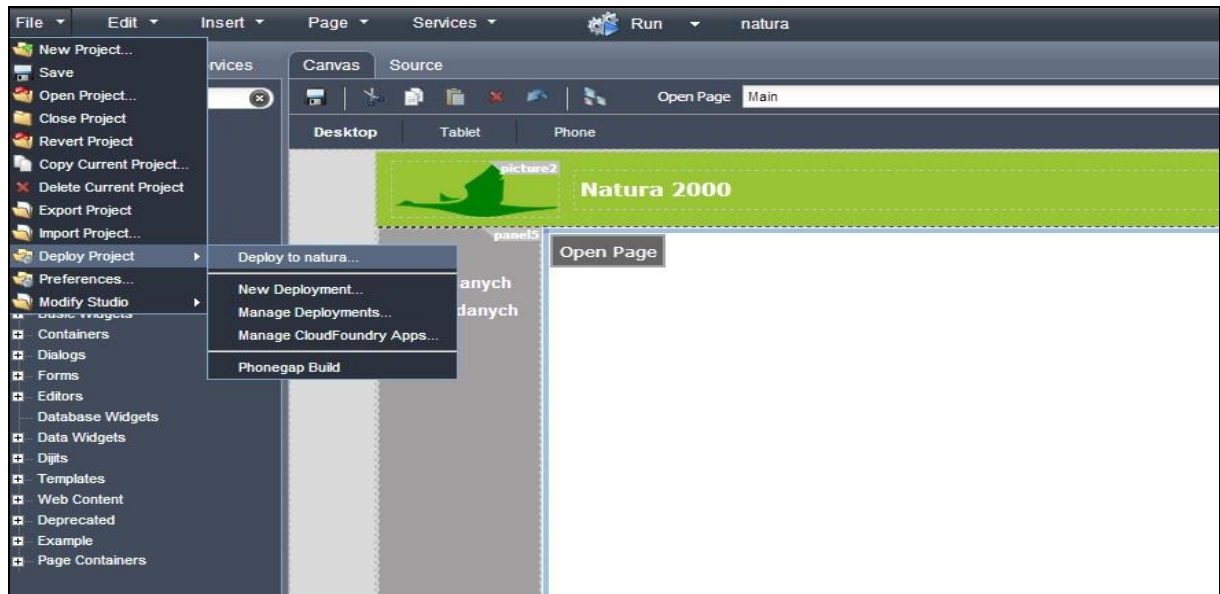 File Edit Insert Page Services Run natura
New Project...
Save
Open Project...
Close Project
Revert Project
Copy Current Project...
Delete Current Project
Export Project
Import Project...
Deploy Project
Preferences...
Modify Studio
Deploy to natura...
New Deployment...
Manage Deployments...
Manage CloudFoundry Apps...
Phonegap Build
rvices
Basic Widgets
Containers
Dialogs
Forms
Editors
Database Widgets
Data Widgets
Dijits
Templates
Web Content
Deprecated
Example
Page Containers
Canvas Source
Open Page Main
Desktop Tablet Phone
picture2
Natura 2000
panel5
Open Page
anych
danych